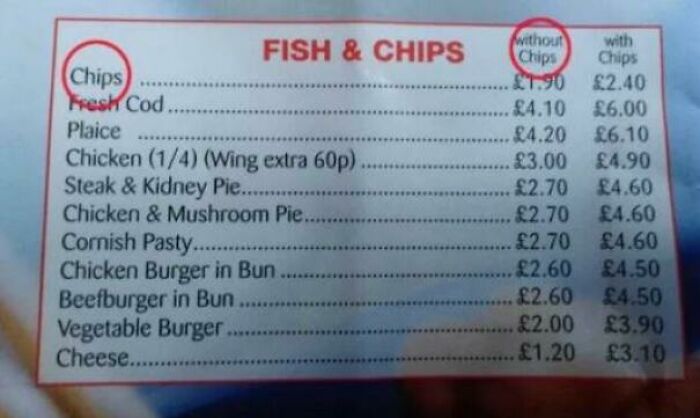 FISH & CHIPS without Chips with Chips
Chips ... £1.90 £2.40
Fresh Cod ... £4.10 £6.00
Plaice ... £4.20 £6.10
Chicken (1/4) (Wing extra 60p) ... £3.00 £4.90
Steak & Kidney Pie... £2.70 £4.60
Chicken & Mushroom Pie... £2.70 £4.60
Cornish Pasty... £2.70 £4.60
Chicken Burger in Bun ... £2.60 £4.50
Beefburger in Bun ... £2.60 £4.50
Vegetable Burger ... £2.00 £3.90
Cheese... £1.20 £3.10